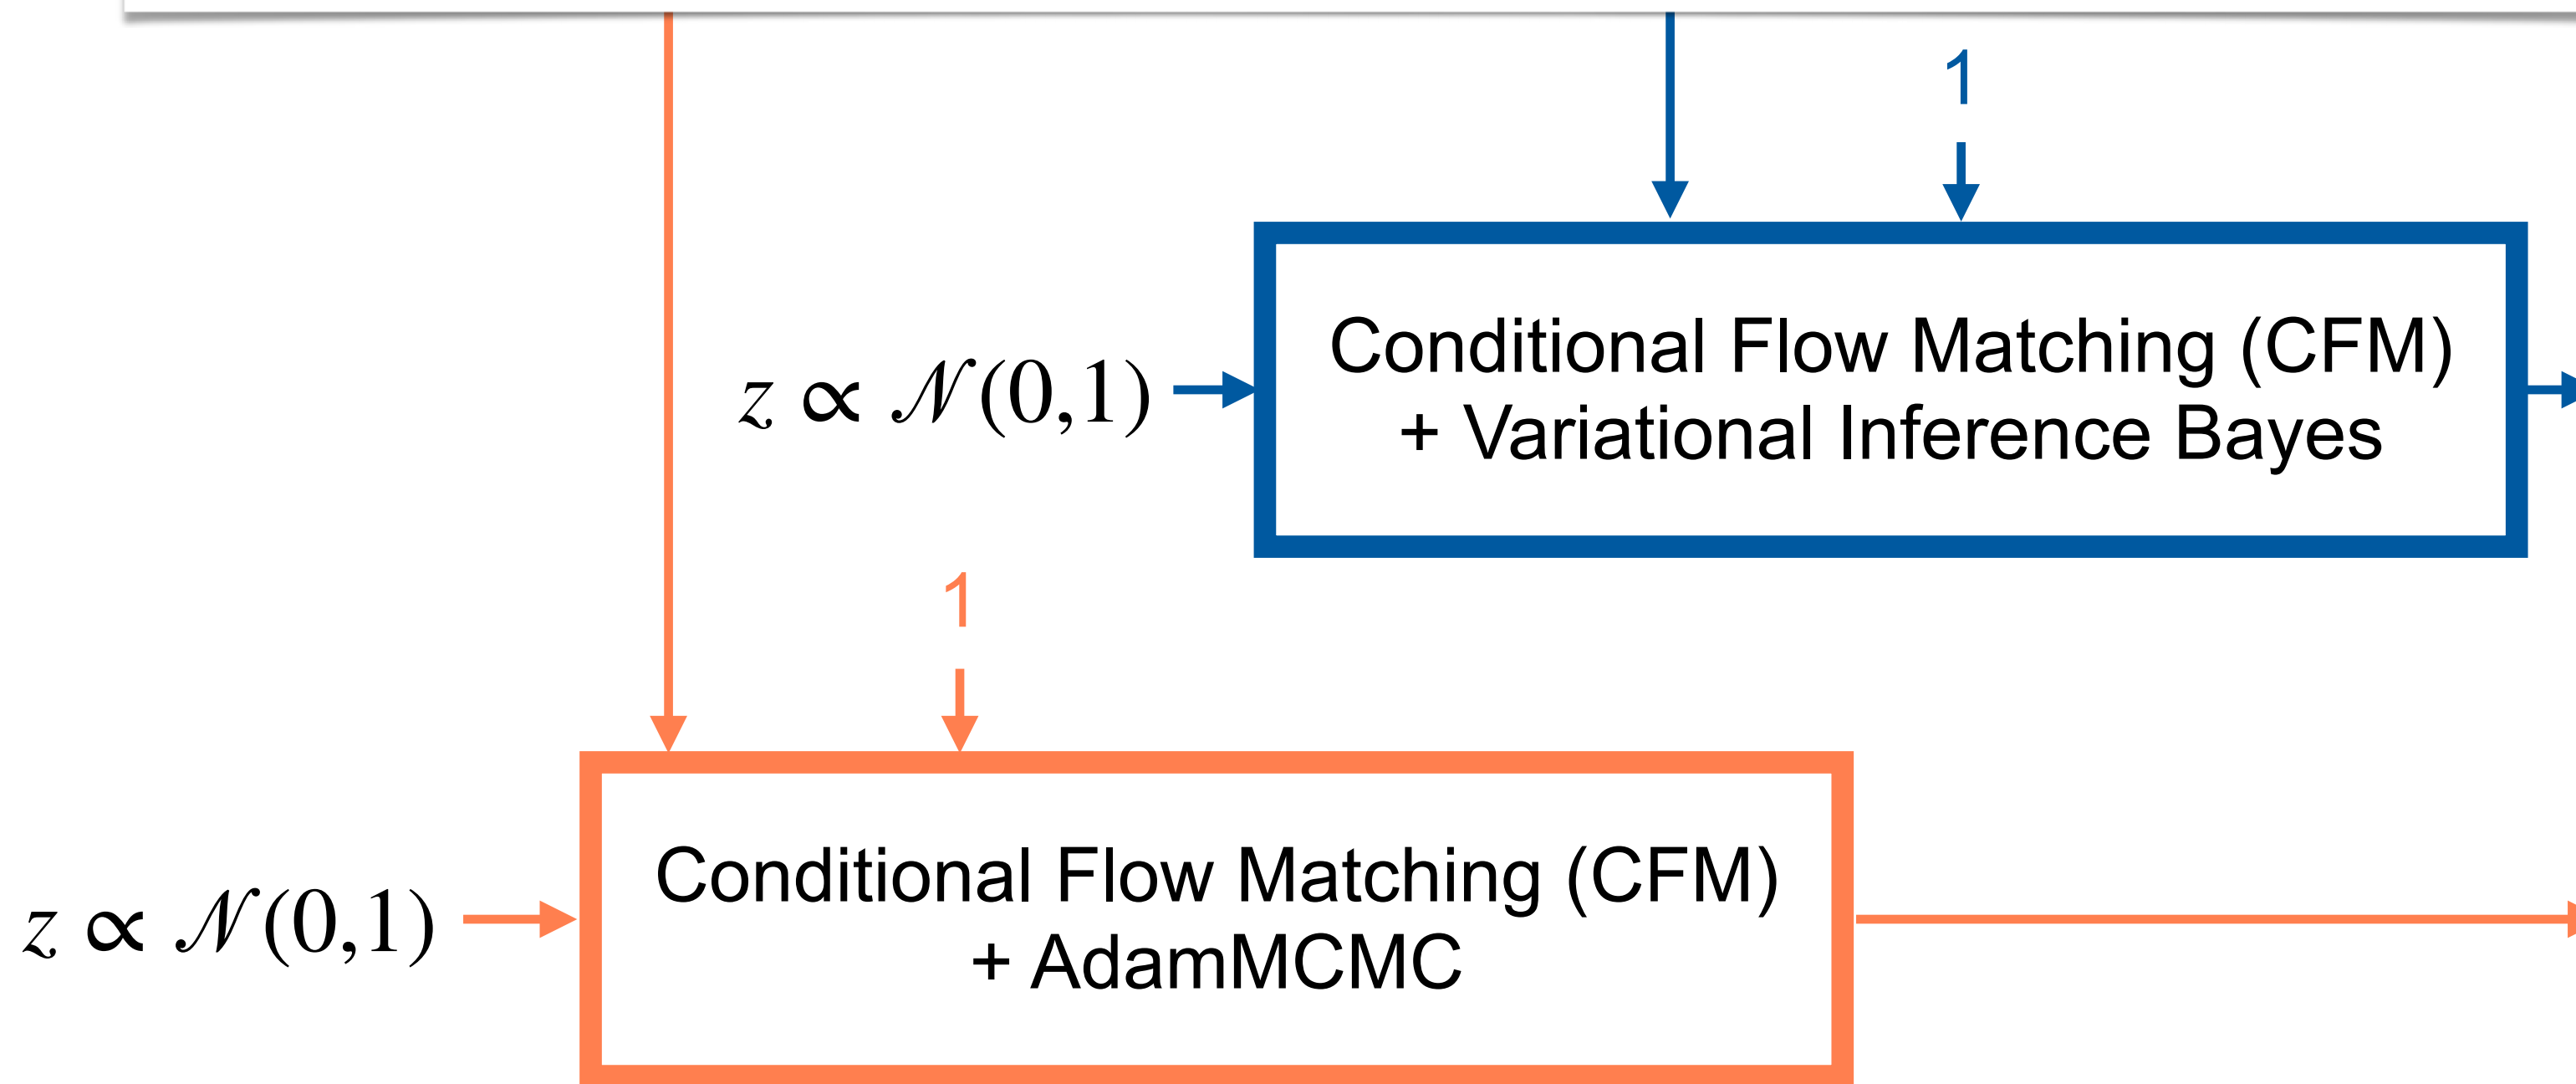 1
z ∝ 𝒩(0,1)
Conditional Flow Matching (CFM)
+ Variational Inference Bayes
1
z ∝ 𝒩(0,1)
Conditional Flow Matching (CFM)
+ AdamMCMC